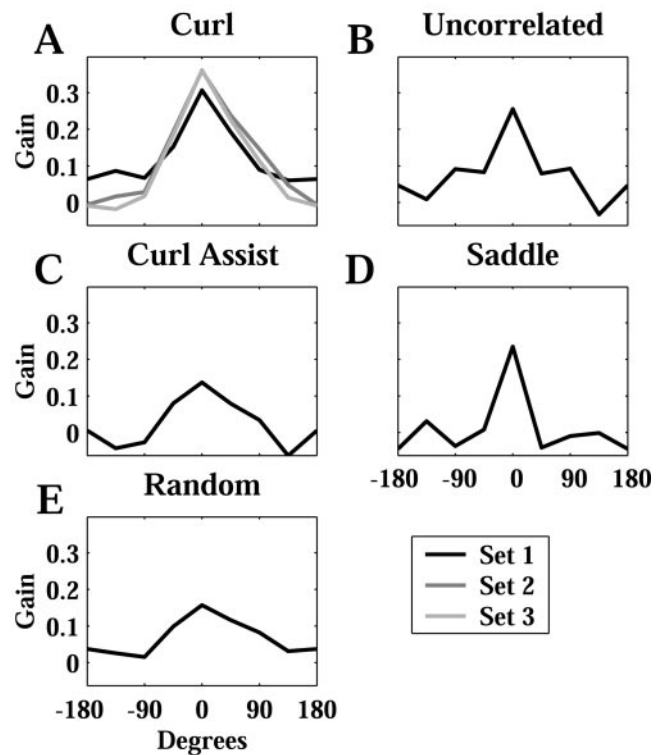 A
Curl
B
Uncorrelated
Gain
0.3
0.2
0.1
0
C
Curl Assist
D
Saddle
Gain
0.3
0.2
0.1
0
-180 -90 0 90 180
E
Random
Gain
0.3
0.2
0.1
0
-180 -90 0 90 180
Degrees
Set 1
Set 2
Set 3